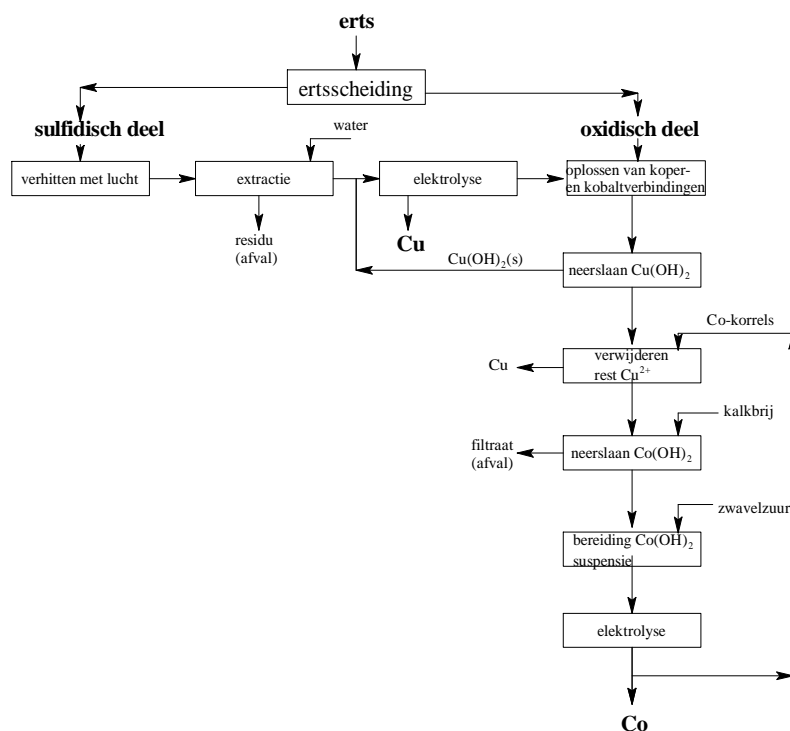 erts
ertsscheiding
sulfidisch deel
oxidisch deel
water
verhitten met lucht
extractie
elektrolyse
oplossen van koper-
en kobaltverbindingen
residu
(afval)
Cu
Cu(OH)₂(s)
neerslaan Cu(OH)₂
Co-korrels
Cu
verwijderen
rest Cu²⁺
kalkbrij
filtraat
(afval)
neerslaan Co(OH)₂
zwavelzuur
bereiding Co(OH)₂
suspensie
elektrolyse
Co